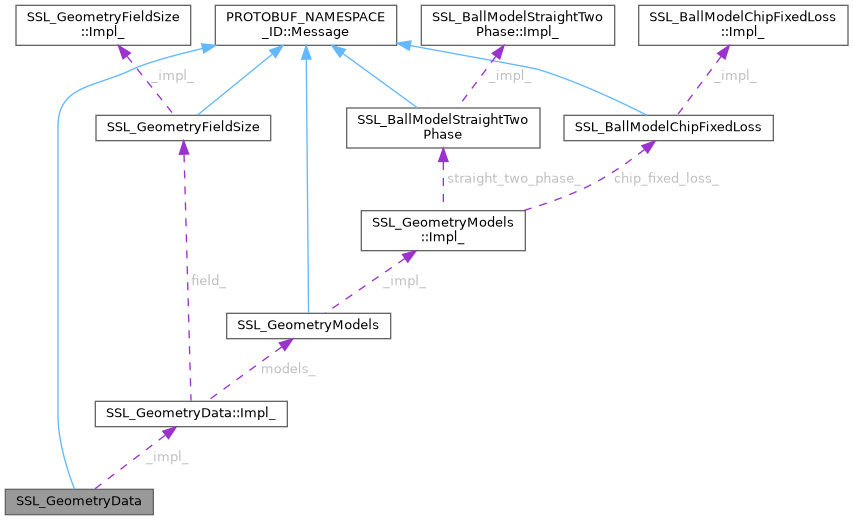 SSL_GeometryFieldSize
::Impl_
PROTOBUF_NAMESPACE
_ID::Message
SSL_BallModelStraightTwo
Phase::Impl_
SSL_BallModelChipFixedLoss
::Impl_
_impl_
_impl_
_impl_
SSL_GeometryFieldSize
SSL_BallModelStraightTwo
Phase
SSL_BallModelChipFixedLoss
straight_two_phase_
chip_fixed_loss_
SSL_GeometryModels
::Impl_
field_
_impl_
SSL_GeometryModels
models_
SSL_GeometryData::Impl_
_impl_
SSL_GeometryData